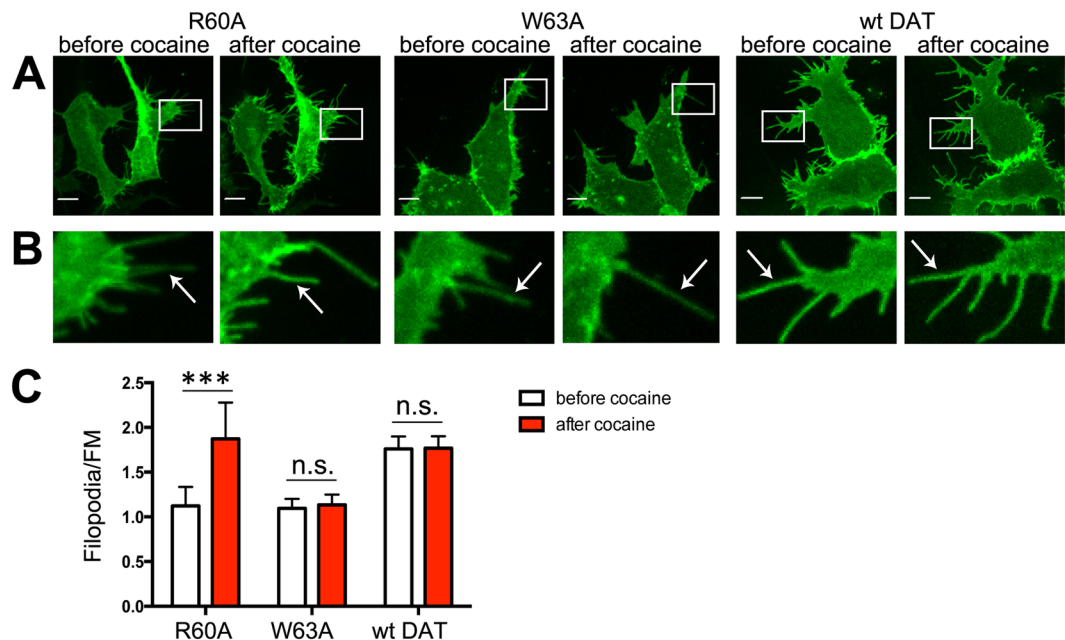 R60A W63A wt DAT
before cocaine after cocaine before cocaine after cocaine before cocaine after cocaine
A
B
C
*** n.s. n.s.
before cocaine
after cocaine
Filopodia/FM
2.5
2.0
1.5
1.0
0.5
0.0
R60A W63A wt DAT